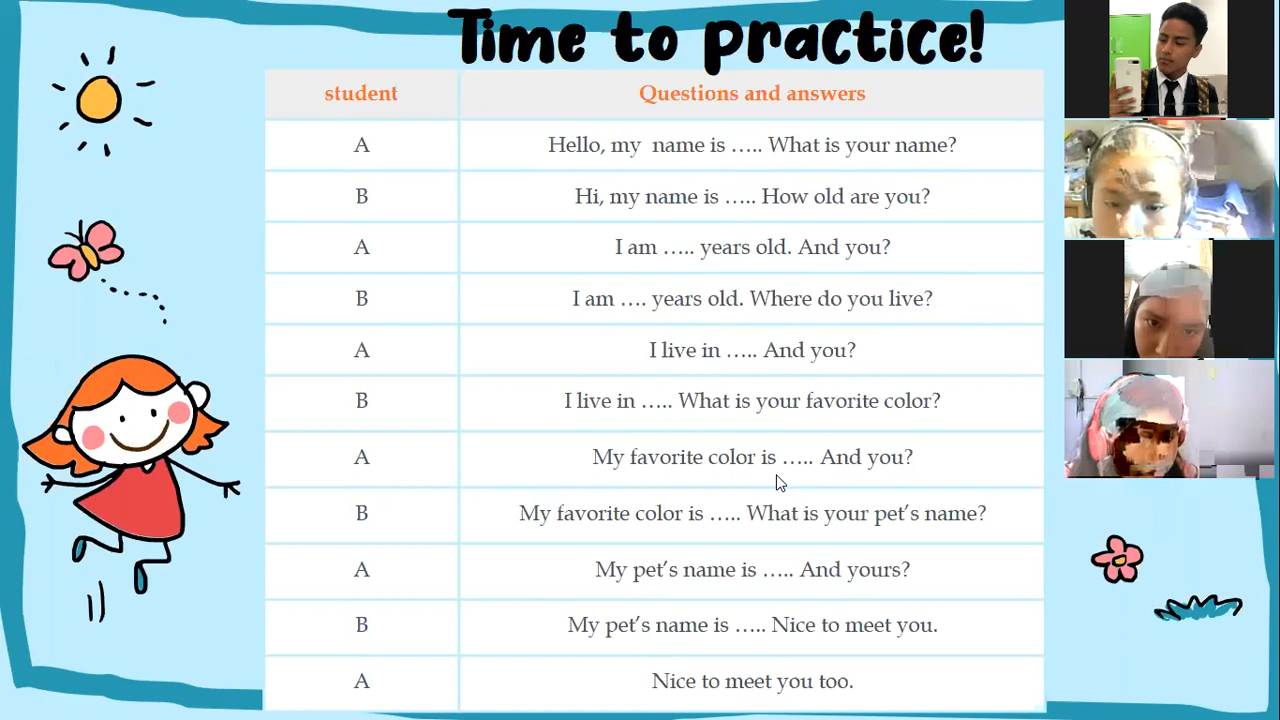 Time to practice!
student Questions and answers
A Hello, my name is ….. What is your name?
B Hi, my name is ….. How old are you?
A I am ….. years old. And you?
B I am …. years old. Where do you live?
A I live in ….. And you?
B I live in ….. What is your favorite color?
A My favorite color is ….. And you?
B My favorite color is ….. What is your pet’s name?
A My pet’s name is ….. And yours?
B My pet’s name is ….. Nice to meet you.
A Nice to meet you too.